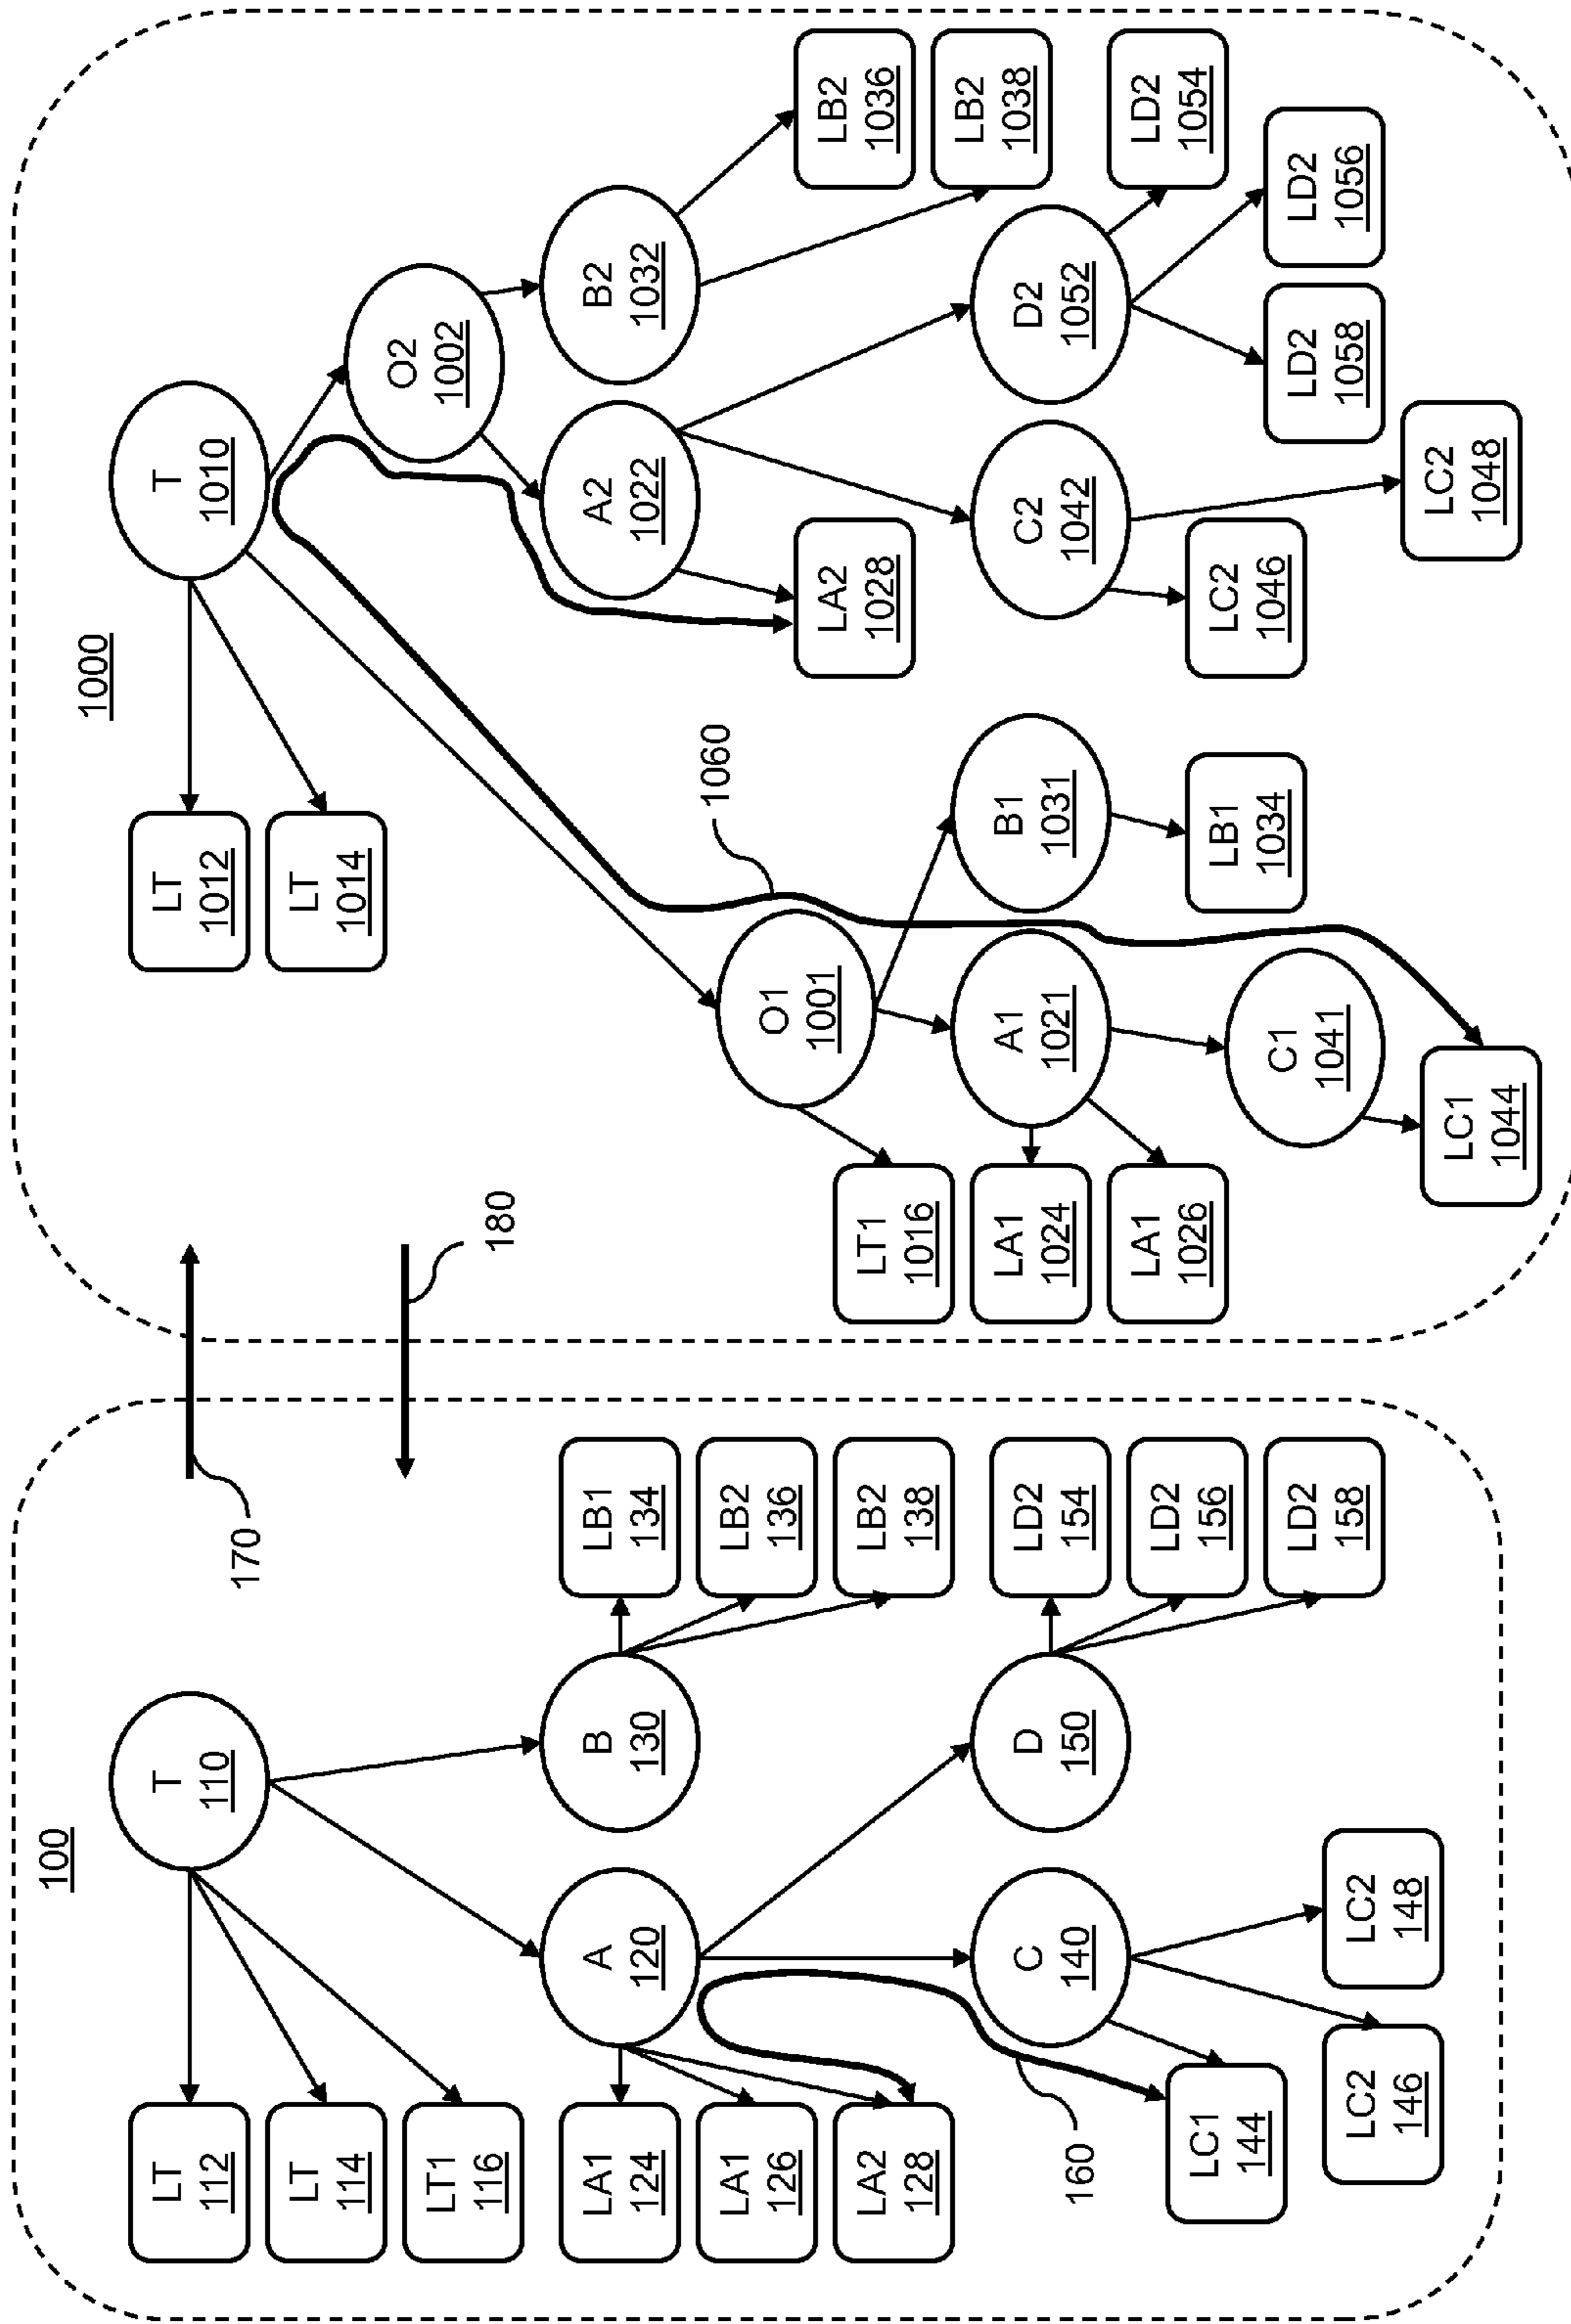 100
T
110
LT
112
LT
114
LT1
116
A
120
B
130
LA1
124
LA1
126
LA2
128
LB1
134
LB2
136
LB2
138
C
140
D
150
LC1
144
LC2
146
LC2
148
LD2
154
LD2
156
LD2
158
160
170
180
1000
T
1010
LT
1012
LT
1014
O2
1002
A2
1022
B2
1032
LA2
1028
LB2
1036
LB2
1038
O1
1001
1060
LT1
1016
A1
1021
B1
1031
LA1
1024
LA1
1026
C2
1042
D2
1052
LB1
1034
LC2
1046
LD2
1054
LD2
1056
LD2
1058
C1
1041
LC1
1044
LC2
1048